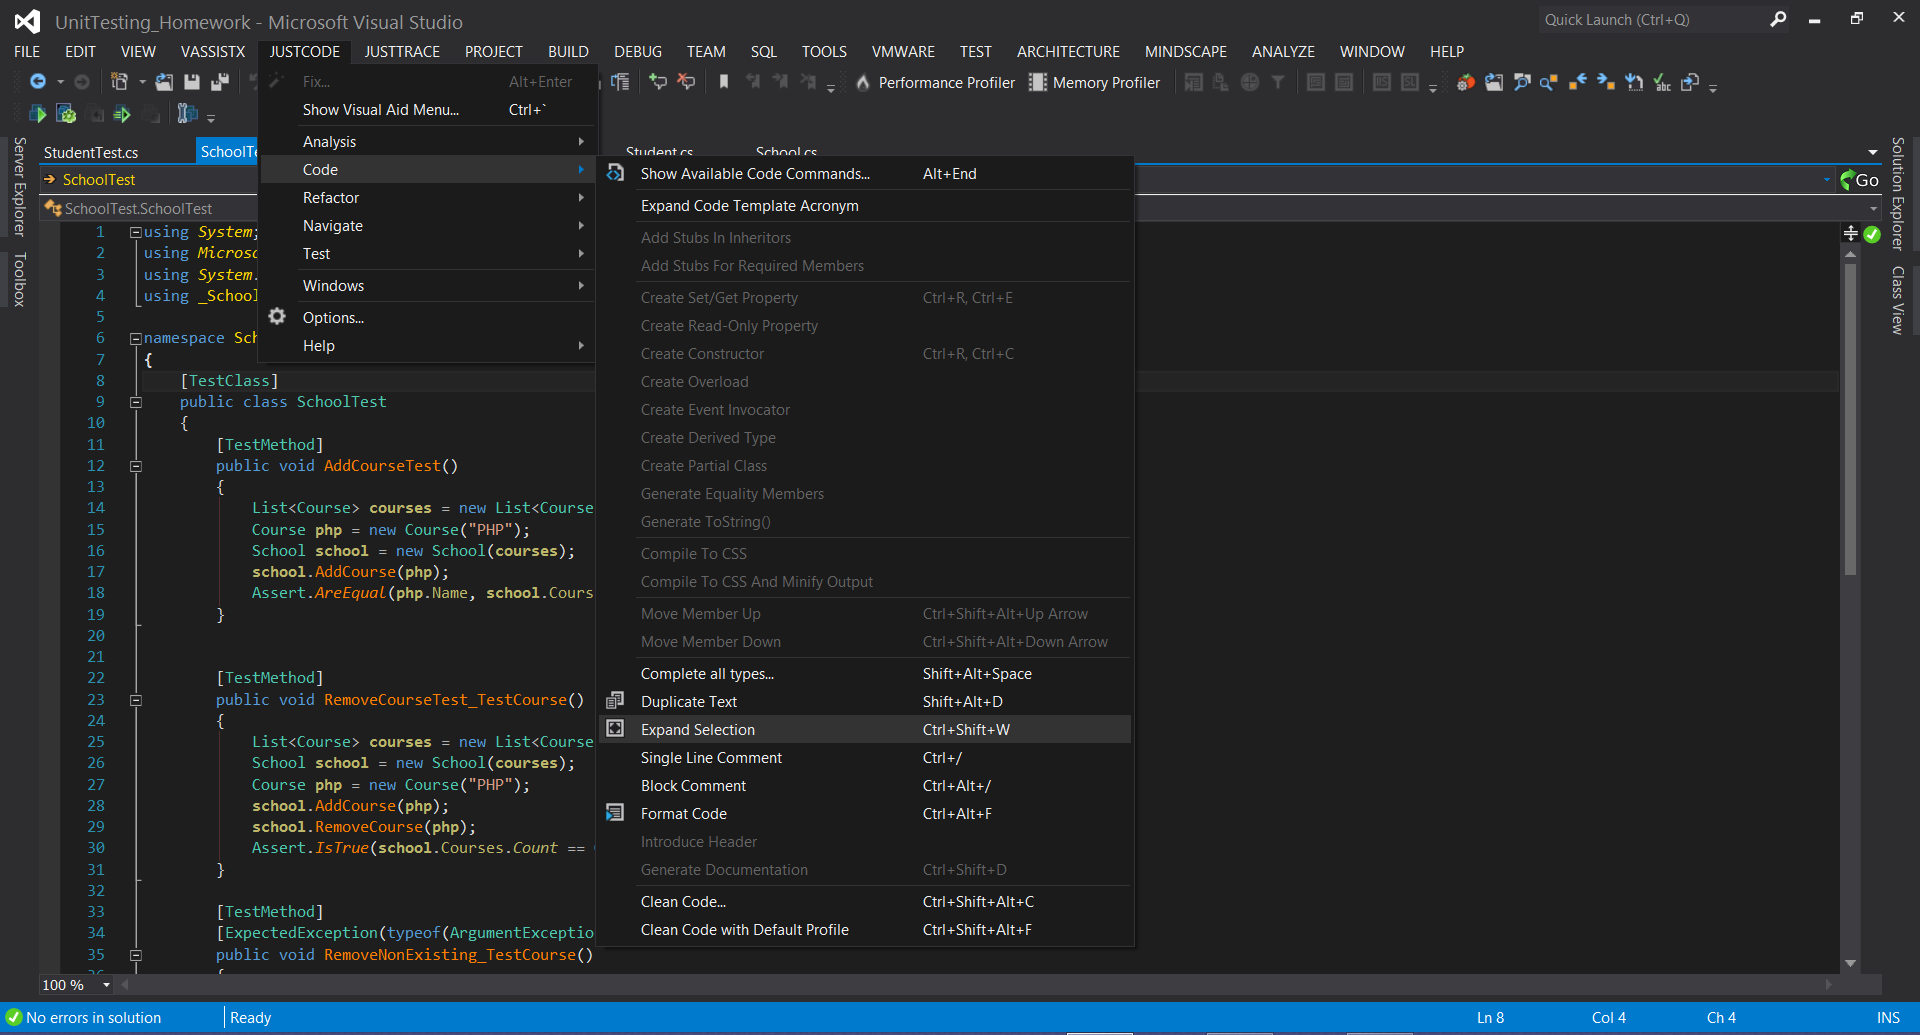 UnitTesting_Homework - Microsoft Visual Studio
Quick Launch (Ctrl+Q)
FILE EDIT VIEW VASSISTX JUSTCODE JUSTTRACE PROJECT BUILD DEBUG TEAM SQL TOOLS VMWARE TEST ARCHITECTURE MINDSCAPE ANALYZE WINDOW HELP
Performance Profiler Memory Profiler
Fix... Alt+Enter
Show Visual Aid Menu... Ctrl+`
Analysis
Code
Refactor
Navigate
Test
Windows
Options...
Help
Server Explorer
Toolbox
Solution Explorer
Class View
StudentTest.cs SchoolTe Student.cs School.cs
SchoolTest
Go
SchoolTest.SchoolTest
Show Available Code Commands... Alt+End
Expand Code Template Acronym
Add Stubs In Inheritors
Add Stubs For Required Members
Create Set/Get Property Ctrl+R, Ctrl+E
Create Read-Only Property
Create Constructor Ctrl+R, Ctrl+C
Create Overload
Create Event Invocator
Create Derived Type
Create Partial Class
Generate Equality Members
Generate ToString()
Compile To CSS
Compile To CSS And Minify Output
Move Member Up Ctrl+Shift+Alt+Up Arrow
Move Member Down Ctrl+Shift+Alt+Down Arrow
Complete all types... Shift+Alt+Space
Duplicate Text Shift+Alt+D
Expand Selection Ctrl+Shift+W
Single Line Comment Ctrl+/
Block Comment Ctrl+Alt+/
Format Code Ctrl+Alt+F
Introduce Header
Generate Documentation Ctrl+Shift+D
Clean Code... Ctrl+Shift+Alt+C
Clean Code with Default Profile Ctrl+Shift+Alt+F
1 using System;
2 using Microso
3 using System.
4 using _School
5
6 namespace Sch
7 {
8 [TestClass]
9 public class SchoolTest
10 {
11 [TestMethod]
12 public void AddCourseTest()
13 {
14 List<Course> courses = new List<Course
15 Course php = new Course("PHP");
16 School school = new School(courses);
17 school.AddCourse(php);
18 Assert.AreEqual(php.Name, school.Cours
19 }
20
21
22 [TestMethod]
23 public void RemoveCourseTest_TestCourse()
24 {
25 List<Course> courses = new List<Course
26 School school = new School(courses);
27 Course php = new Course("PHP");
28 school.AddCourse(php);
29 school.RemoveCourse(php);
30 Assert.IsTrue(school.Courses.Count ==
31 }
32
33 [TestMethod]
34 [ExpectedException(typeof(ArgumentExceptio
35 public void RemoveNonExisting_TestCourse()
36 {
100 %
No errors in solution Ready Ln 8 Col 4 Ch 4 INS